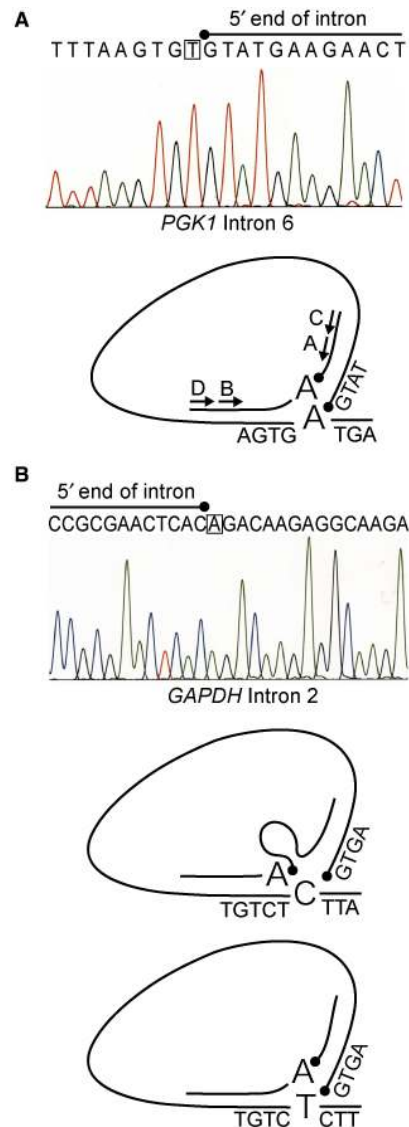 A
5′ end of intron
TTTAAGTGTGTATGAAGAACT
PGK1 Intron 6
C
A
D B
A
GTAT
A
AGTG TGA
B
5′ end of intron
CCGCGAACTCACAGACAAGAGGCAAGA
GAPDH Intron 2
A
GTGA
C
TGTCT TTA
A
GTGA
T
TGTC CTT